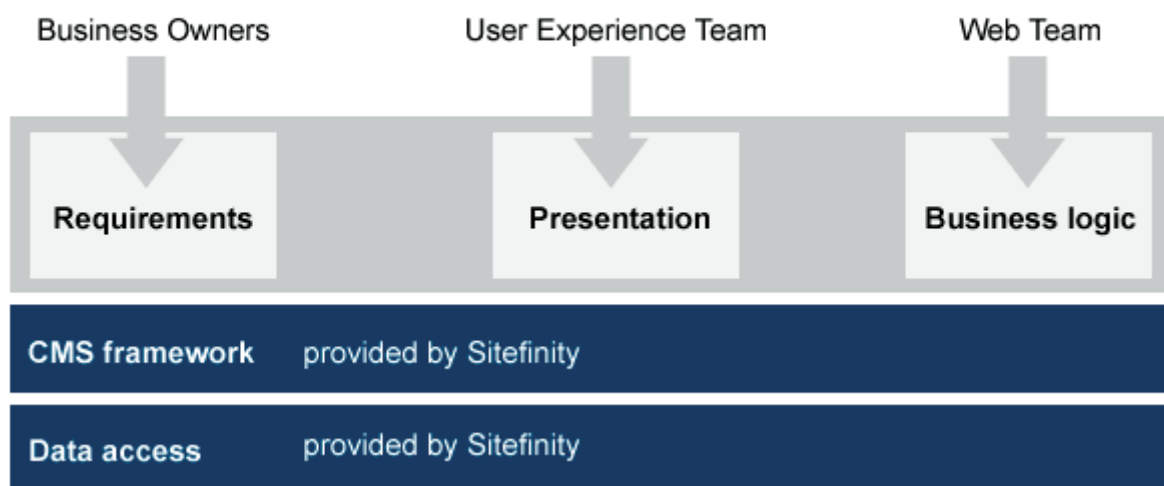 Business Owners
User Experience Team
Web Team
Requirements
Presentation
Business logic
CMS framework provided by Sitefinity
Data access provided by Sitefinity